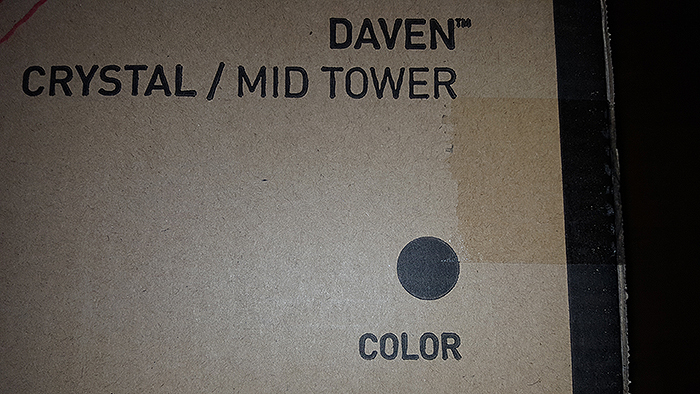 DAVEN™
CRYSTAL / MID TOWER
COLOR